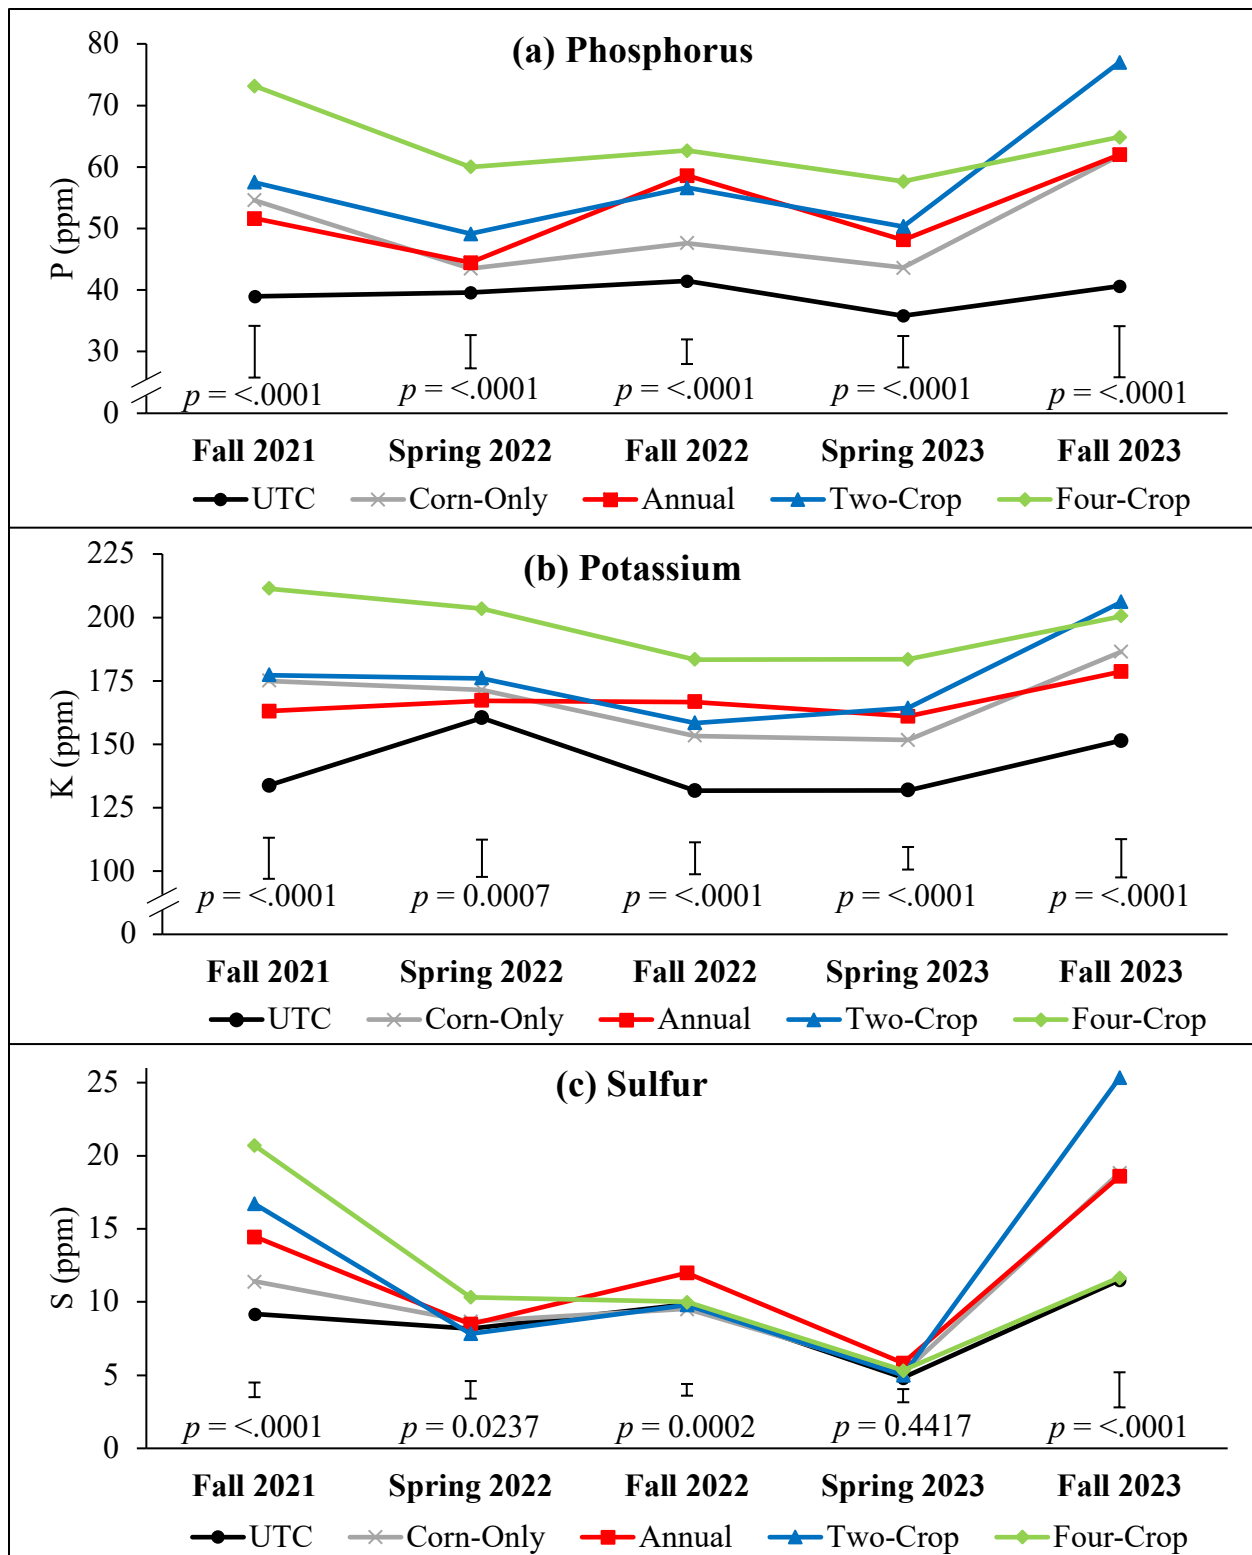 (a) Phosphorus
80
70
60
50
40
30
0
P (ppm)
p = <.0001 p = <.0001 p = <.0001 p = <.0001 p = <.0001
Fall 2021 Spring 2022 Fall 2022 Spring 2023 Fall 2023
UTC Corn-Only Annual Two-Crop Four-Crop
(b) Potassium
225
200
175
150
125
100
0
K (ppm)
p = <.0001 p = 0.0007 p = <.0001 p = <.0001 p = <.0001
Fall 2021 Spring 2022 Fall 2022 Spring 2023 Fall 2023
UTC Corn-Only Annual Two-Crop Four-Crop
(c) Sulfur
25
20
15
10
5
0
S (ppm)
p = <.0001 p = 0.0237 p = 0.0002 p = 0.4417 p = <.0001
Fall 2021 Spring 2022 Fall 2022 Spring 2023 Fall 2023
UTC Corn-Only Annual Two-Crop Four-Crop